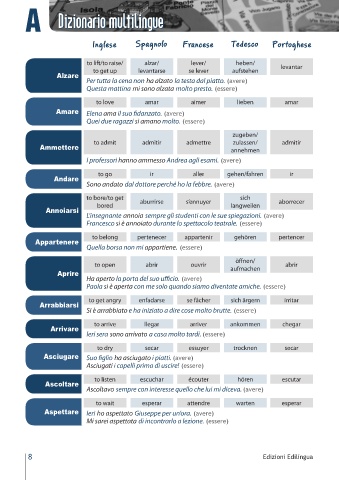 A Dizionario multilingue
Inglese Spagnolo Francese Tedesco Portoghese
Alzare
to lift/to raise/ to get up alzar/ levantarse lever/ se lever heben/ aufstehen levantar
Per tutta la cena non ha alzato la testa dal piatto. (avere)
Questa mattina mi sono alzata molto presto. (essere)
Amare
to love amar aimer lieben amar
Elena ama il suo fidanzato. (avere)
Quei due ragazzi si amano molto. (essere)
Ammettere
to admit admitir admettre zugeben/ zulassen/ annehmen admitir
I professori hanno ammesso Andrea agli esami. (avere)
Andare
to go ir aller gehen/fahren ir
Sono andato dal dottore perché ho la febbre. (avere)
Annoiarsi
to bore/to get bored aburrirse s'ennuyer sich langweilen aborrecer
L'insegnante annoia sempre gli studenti con le sue spiegazioni. (avere)
Francesca si è annoiata durante lo spettacolo teatrale. (essere)
Appartenere
to belong pertenecer appartenir gehören pertencer
Quella borsa non mi appartiene. (essere)
Aprire
to open abrir ouvrir öffnen/ aufmachen abrir
Ha aperto la porta del suo ufficio. (avere)
Paola si è aperta con me solo quando siamo diventate amiche. (essere)
Arrabbiarsi
to get angry enfadarse se fâcher sich ärgern irritar
Si è arrabbiato e ha iniziato a dire cose molto brutte. (essere)
Arrivare
to arrive llegar arriver ankommen chegar
Ieri sera sono arrivato a casa molto tardi. (essere)
Asciugare
to dry secar essuyer trocknen secar
Suo figlio ha asciugato i piatti. (avere)
Asciugati i capelli prima di uscire! (essere)
Ascoltare
to listen escuchar écouter hören escutar
Ascoltavo sempre con interesse quello che lui mi diceva. (avere)
Aspettare
to wait esperar attendre warten esperar
Ieri ho aspettato Giuseppe per un'ora. (avere)
Mi sarei aspettata di incontrarlo a lezione. (essere)
8 Edizioni Edilingua